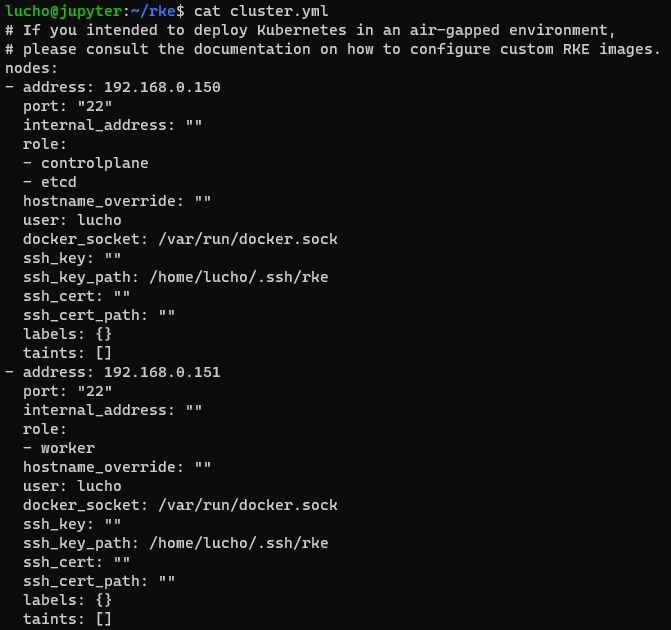 lucho@jupyter:~/rke$ cat cluster.yml
# If you intended to deploy Kubernetes in an air-gapped environment,
# please consult the documentation on how to configure custom RKE images.
nodes:
- address: 192.168.0.150
  port: "22"
  internal_address: ""
  role:
  - controlplane
  - etcd
  hostname_override: ""
  user: lucho
  docker_socket: /var/run/docker.sock
  ssh_key: ""
  ssh_key_path: /home/lucho/.ssh/rke
  ssh_cert: ""
  ssh_cert_path: ""
  labels: {}
  taints: []
- address: 192.168.0.151
  port: "22"
  internal_address: ""
  role:
  - worker
  hostname_override: ""
  user: lucho
  docker_socket: /var/run/docker.sock
  ssh_key: ""
  ssh_key_path: /home/lucho/.ssh/rke
  ssh_cert: ""
  ssh_cert_path: ""
  labels: {}
  taints: []